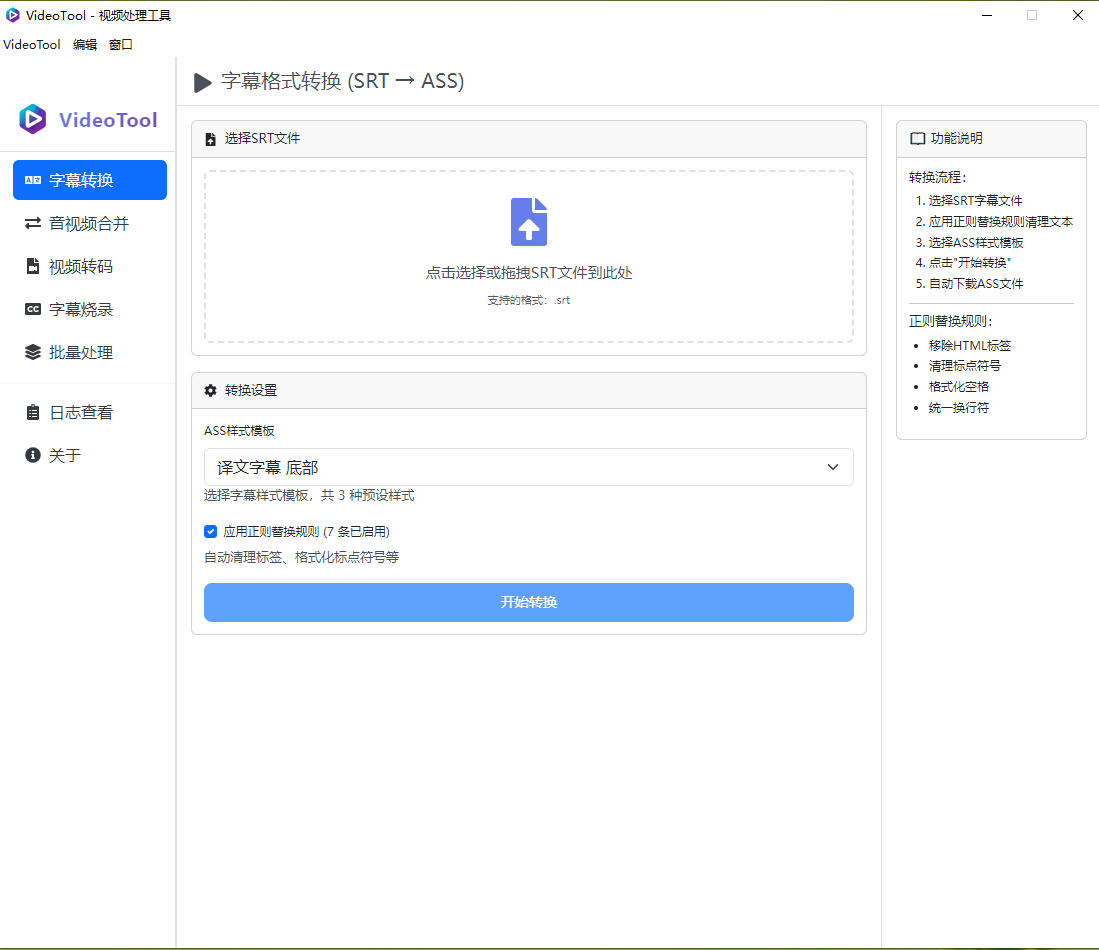 VideoTool - 视频处理工具
VideoTool 编辑 窗口
VideoTool
字幕转换
音视频合并
视频转码
字幕烧录
批量处理
日志查看
关于
字幕格式转换 (SRT → ASS)
选择SRT文件
点击选择或拖拽SRT文件到此处
支持的格式：.srt
转换设置
ASS样式模板
译文字幕 底部
选择字幕样式模板，共 3 种预设样式
应用正则替换规则 (7 条已启用)
自动清理标签、格式化标点符号等
开始转换
功能说明
转换流程：
1. 选择SRT字幕文件
2. 应用正则替换规则清理文本
3. 选择ASS样式模板
4. 点击"开始转换"
5. 自动下载ASS文件
正则替换规则：
• 移除HTML标签
• 清理标点符号
• 格式化空格
• 统一换行符